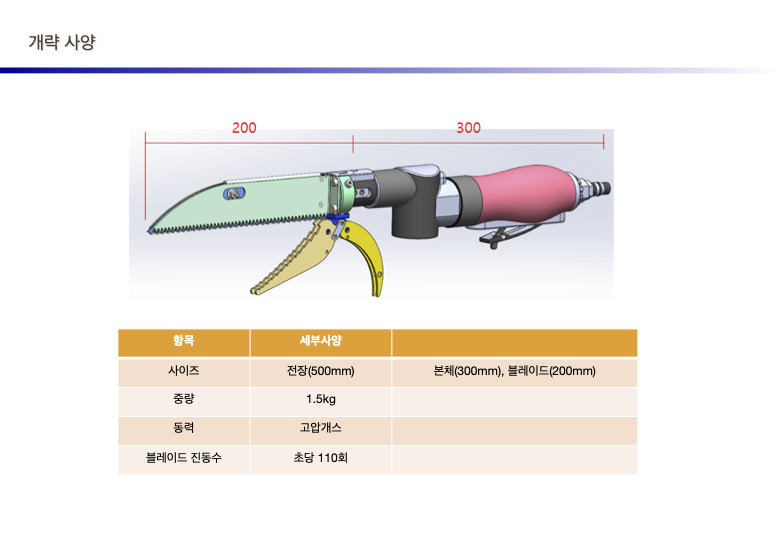 개략 사양
200
300
항목 세부사양
사이즈 전장(500mm) 본체(300mm), 블레이드(200mm)
중량 1.5kg
동력 고압개스
블레이드 진동수 초당 110회